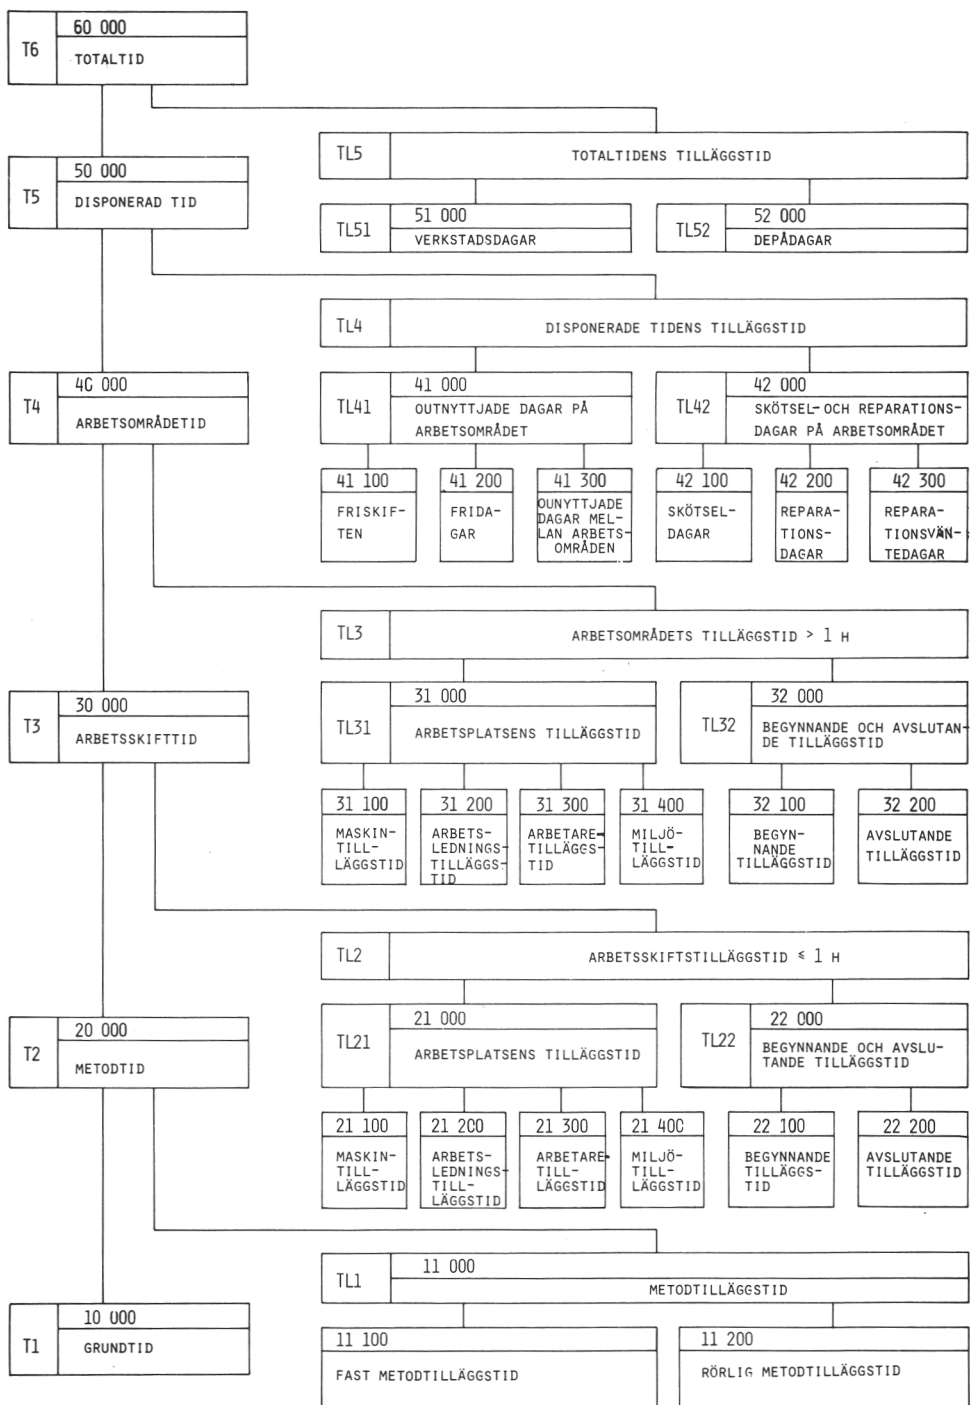 60 000
T6
TOTALTID
TL5
TOTALTIDENS TILLÄGGSTID
50 000
T5
DISPONERAD TID
51 000
TL51
VERKSTADSDAGAR
52 000
TL52
DEPÅDAGAR
TL4
DISPONERADE TIDENS TILLÄGGSTID
40 000
T4
ARBETSOMRÅDETID
41 000
TL41
OUTNYTTJADE DAGAR PÅ
ARBETSOMRÅDET
42 000
TL42
SKÖTSEL- OCH REPARATIONS-
DAGAR PÅ ARBETSOMRÅDET
41 100
FRISKIF-
TEN
41 200
FRIDA-
GAR
41 300
OUNYTTJADE
DAGAR MEL-
LAN ARBETS-
OMRÅDEN
42 100
SKÖTSEL-
DAGAR
42 200
REPARA-
TIONS-
DAGAR
42 300
REPARA-
TIONSVÄN-
TEDAGAR
TL3
ARBETSOMRÅDETS TILLÄGGSTID > 1 H
30 000
T3
ARBETSSKIFTTID
31 000
TL31
ARBETSPLATSENS TILLÄGGSTID
32 000
TL32
BEGYNNANDE OCH AVSLUTAN-
DE TILLÄGGSTID
31 100
MASKIN-
TILL-
LÄGGSTID
31 200
ARBETS-
LEDNINGS-
TILLÄGGS-
TID
31 300
ARBETARE-
TILLÄGGS-
TID
31 400
MILJÖ-
TILL-
LÄGGSTID
32 100
BEGYN-
NANDE
TILLÄGGSTID
32 200
AVSLUTANDE
TILLÄGGSTID
TL2
ARBETSSKIFTSTILLÄGGSTID ≤ 1 H
20 000
T2
METODTID
21 000
TL21
ARBETSPLATSENS TILLÄGGSTID
22 000
TL22
BEGYNNANDE OCH AVSLU-
TANDE TILLÄGGSTID
21 100
MASKIN-
TILL-
LÄGGSTID
21 200
ARBETS-
LEDNINGS-
TILL-
LÄGGSTID
21 300
ARBETARE-
TILL-
LÄGGSTID
21 400
MILJÖ-
TILL-
LÄGGSTID
22 100
BEGYNNANDE
TILLÄGGS-
TID
22 200
AVSLUTANDE
TILLÄGGSTID
11 000
TL1
METODTILLÄGGSTID
10 000
T1
GRUNDTID
11 100
FAST METODTILLÄGGSTID
11 200
RÖRLIG METODTILLÄGGSTID